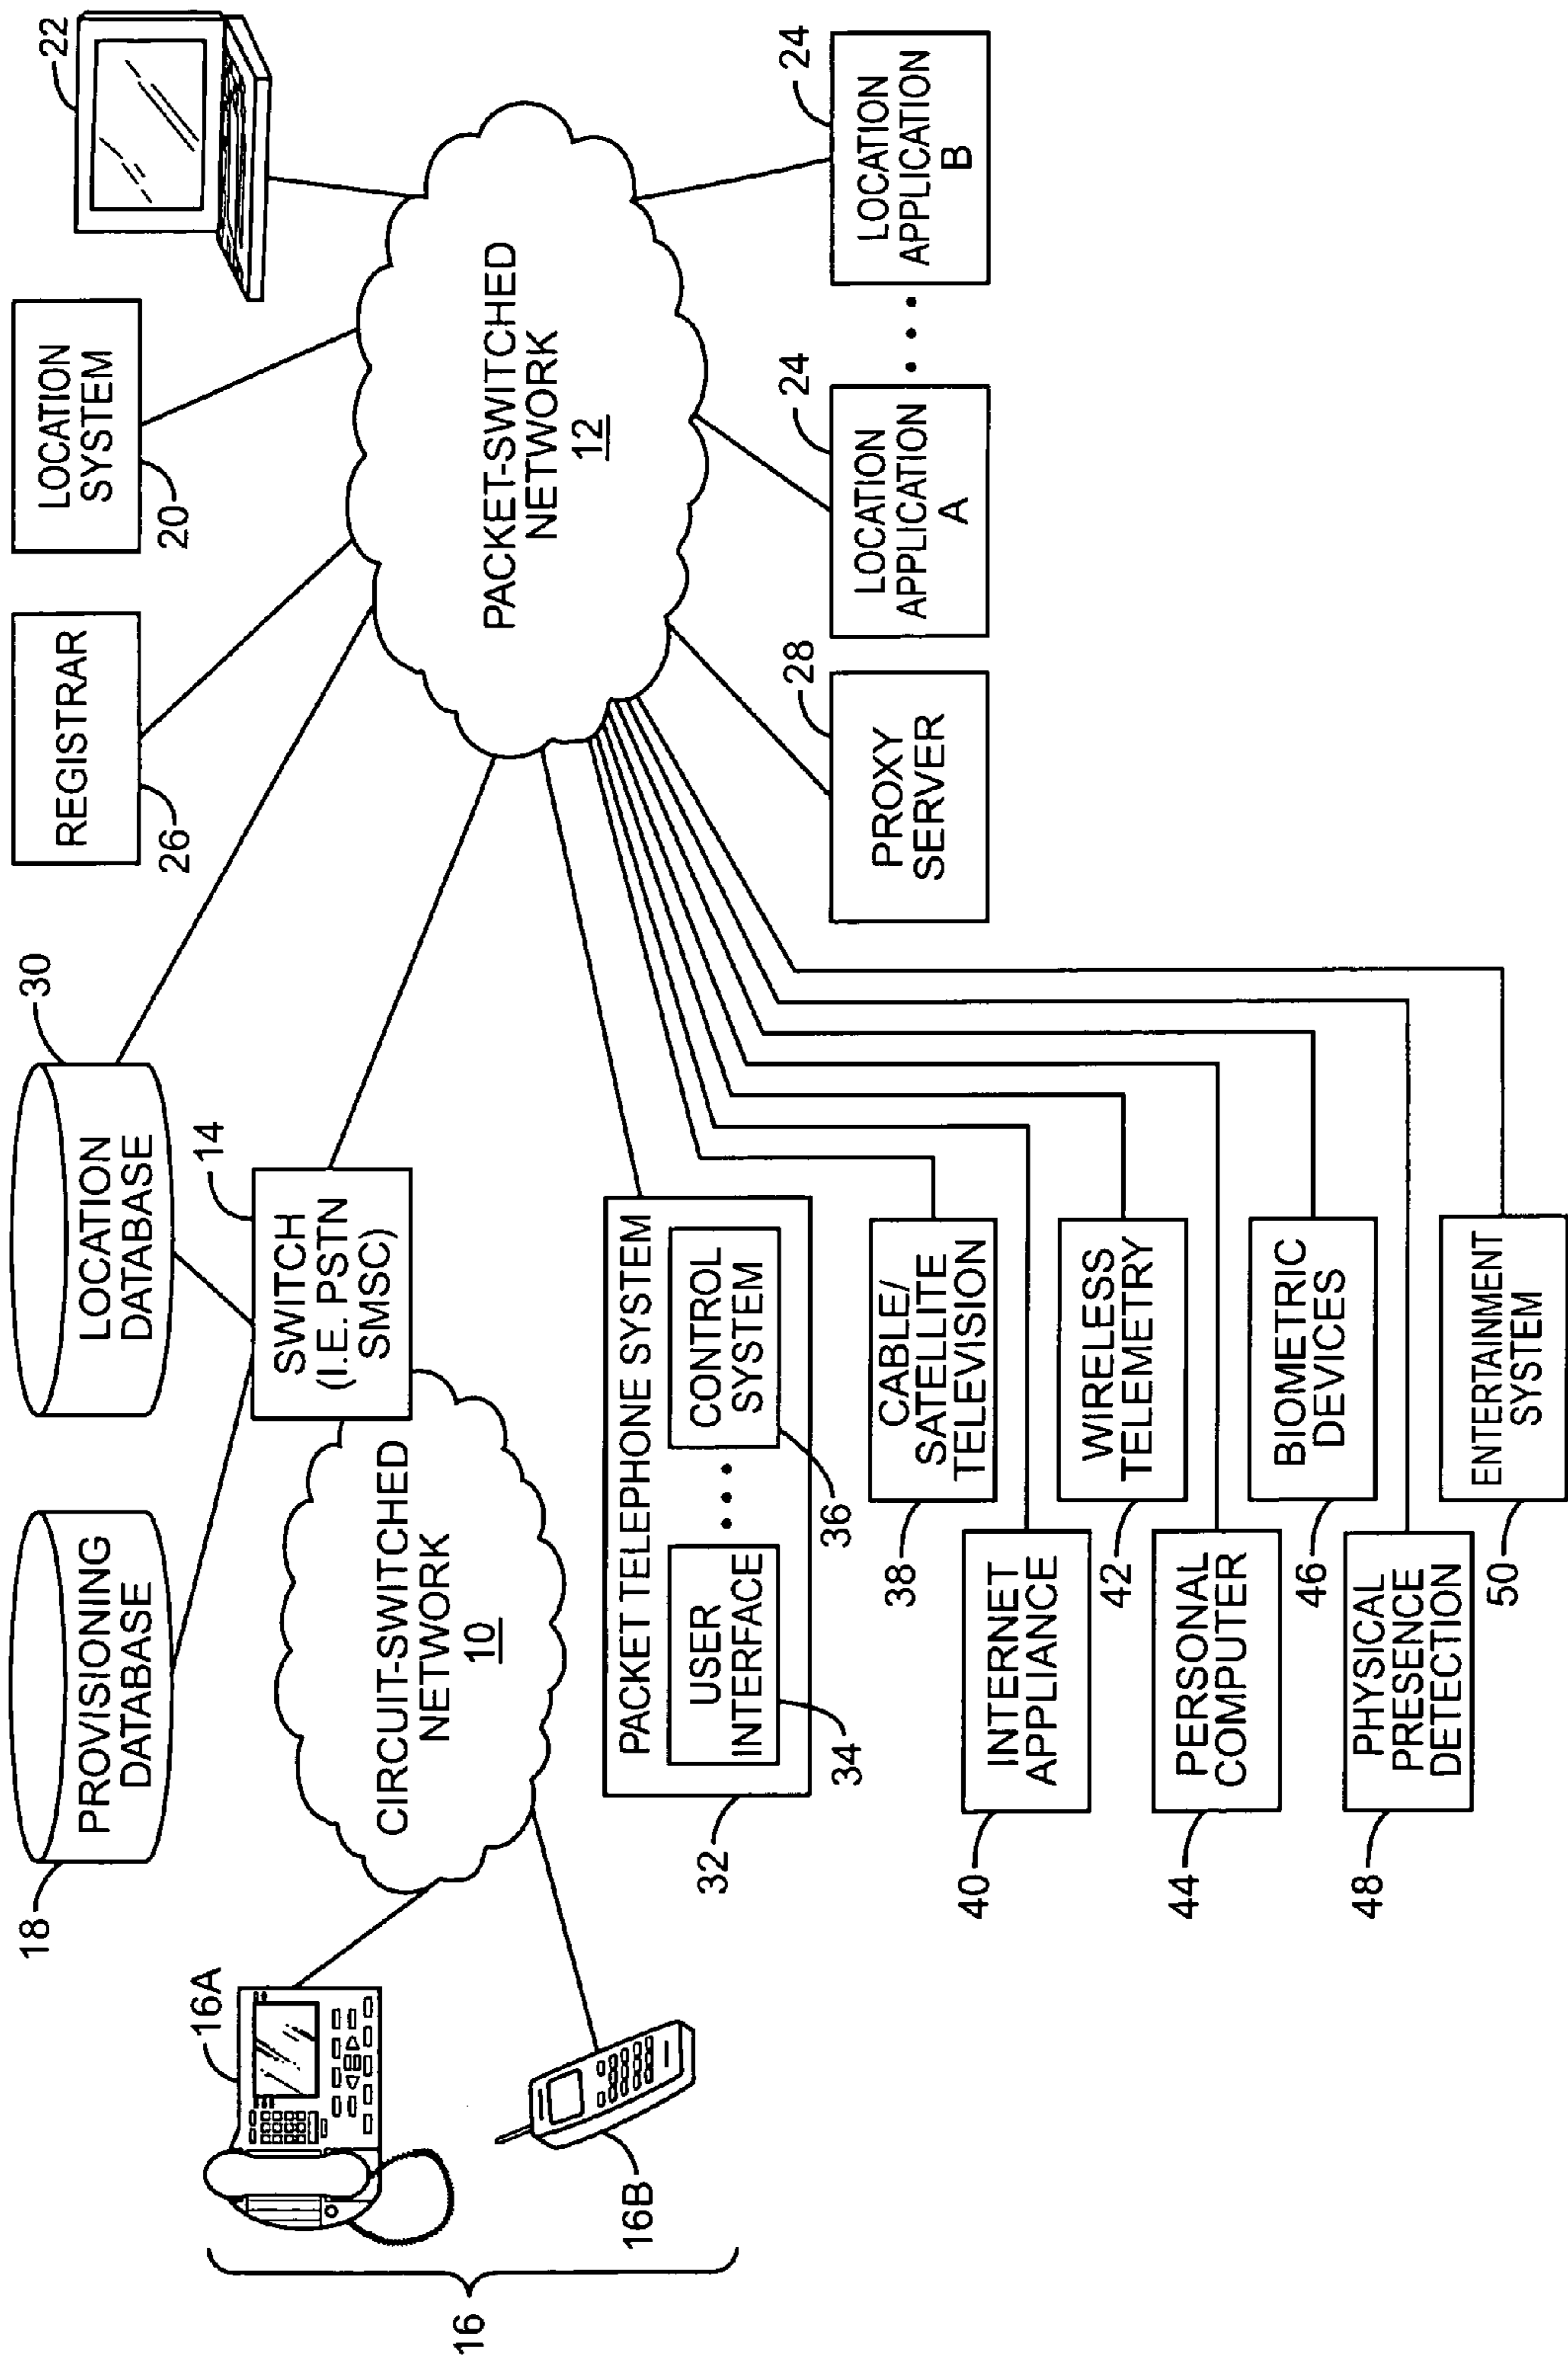 18
PROVISIONING
DATABASE
30
LOCATION
DATABASE
REGISTRAR
26
LOCATION
SYSTEM
20
22
14
SWITCH
(I.E. PSTN
SMSC)
16A
16B
16
CIRCUIT-SWITCHED
NETWORK
10
PACKET-SWITCHED
NETWORK
12
PACKET TELEPHONE SYSTEM
USER
INTERFACE
CONTROL
SYSTEM
32
34
36
CABLE/
SATELLITE
TELEVISION
38
INTERNET
APPLIANCE
40
WIRELESS
TELEMETRY
42
PERSONAL
COMPUTER
44
BIOMETRIC
DEVICES
46
PHYSICAL
PRESENCE
DETECTION
48
ENTERTAINMENT
SYSTEM
50
28
PROXY
SERVER
24
LOCATION
APPLICATION
A
24
LOCATION
APPLICATION
B